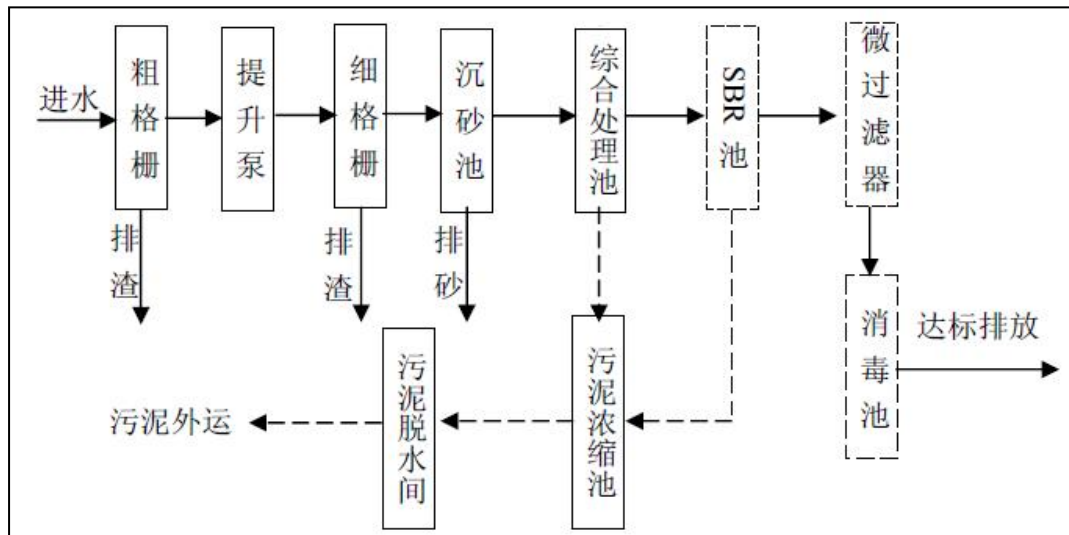 进水
粗格栅
提升泵
细格栅
沉砂池
综合处理池
SBR池
微过滤器
排渣
排渣
排砂
消毒池
达标排放
污泥外运
污泥脱水间
污泥浓缩池